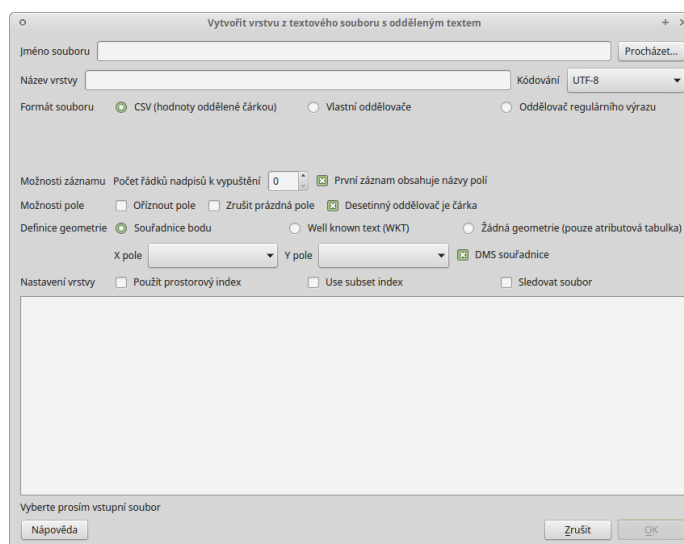 Vytvořit vrstvu z textového souboru s odděleným textem
Jméno souboru Procházet...
Název vrstvy Kódování UTF-8
Formát souboru CSV (hodnoty oddělené čárkou) Vlastní oddělovače Oddělovač regulárního výrazu
Možnosti záznamu Počet řádků nadpisů k vypuštění 0 První záznam obsahuje názvy polí
Možnosti pole Oříznout pole Zrušit prázdná pole Desetinný oddělovač je čárka
Definice geometrie Souřadnice bodu Well known text (WKT) Žádná geometrie (pouze atributová tabulka)
X pole Y pole DMS souřadnice
Nastavení vrstvy Použít prostorový index Use subset index Sledovat soubor
Vyberte prosím vstupní soubor
Nápověda Zrušit OK